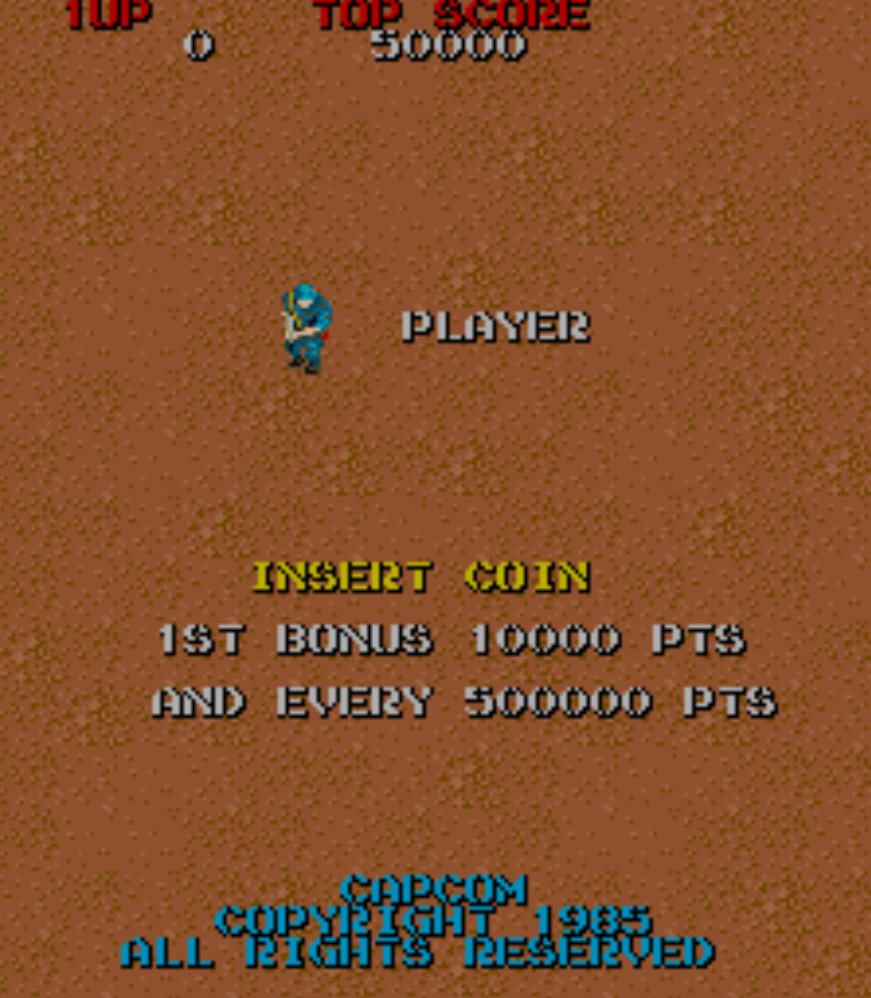 1UP TOP SCORE
0 50000
PLAYER
INSERT COIN
1ST BONUS 10000 PTS
AND EVERY 500000 PTS
CAPCOM
COPYRIGHT 1985
ALL RIGHTS RESERVED